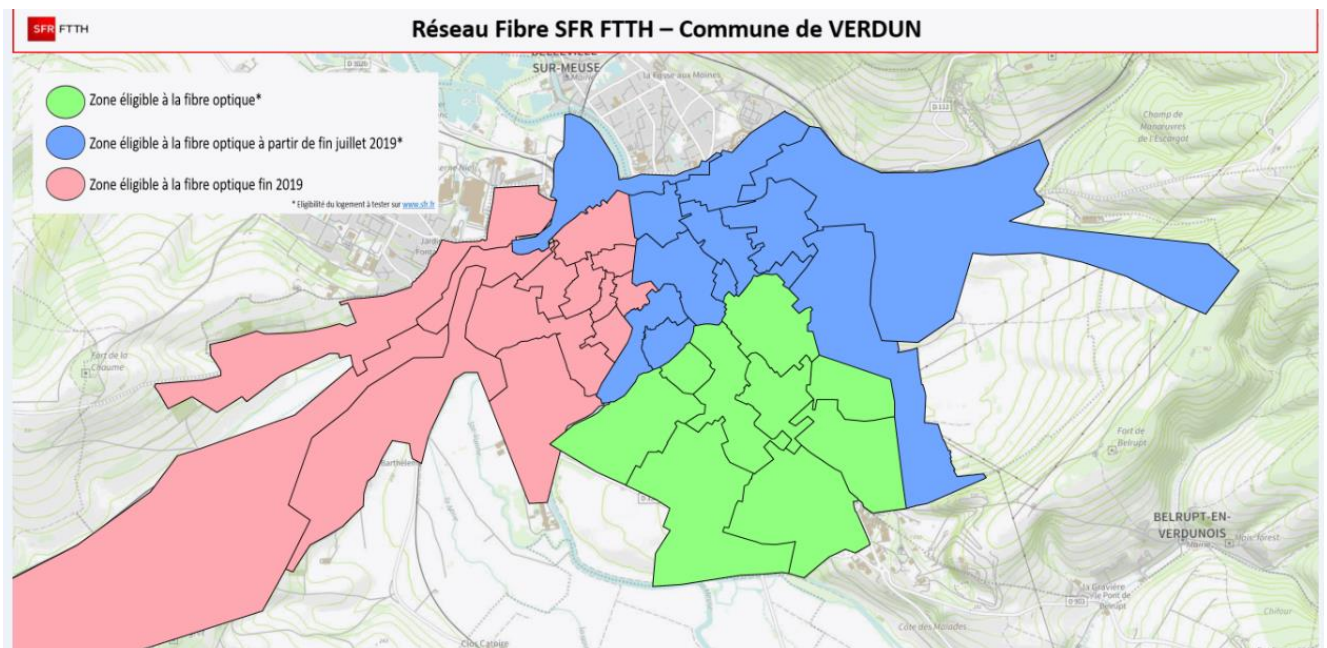 SFR FTTH
Réseau Fibre SFR FTTH – Commune de VERDUN
SUR-MEUSE
Zone éligible à la fibre optique*
Zone éligible à la fibre optique à partir de fin juillet 2019*
Zone éligible à la fibre optique fin 2019
* Eligibilité du logement à tester sur www.sfr.fr
Champ de
Manœuvres
de L'Escargot
Fort de la
Chaume
Fort de
Belrupt
BELRUPT-EN-
VERDUNOIS
Côte des Malades